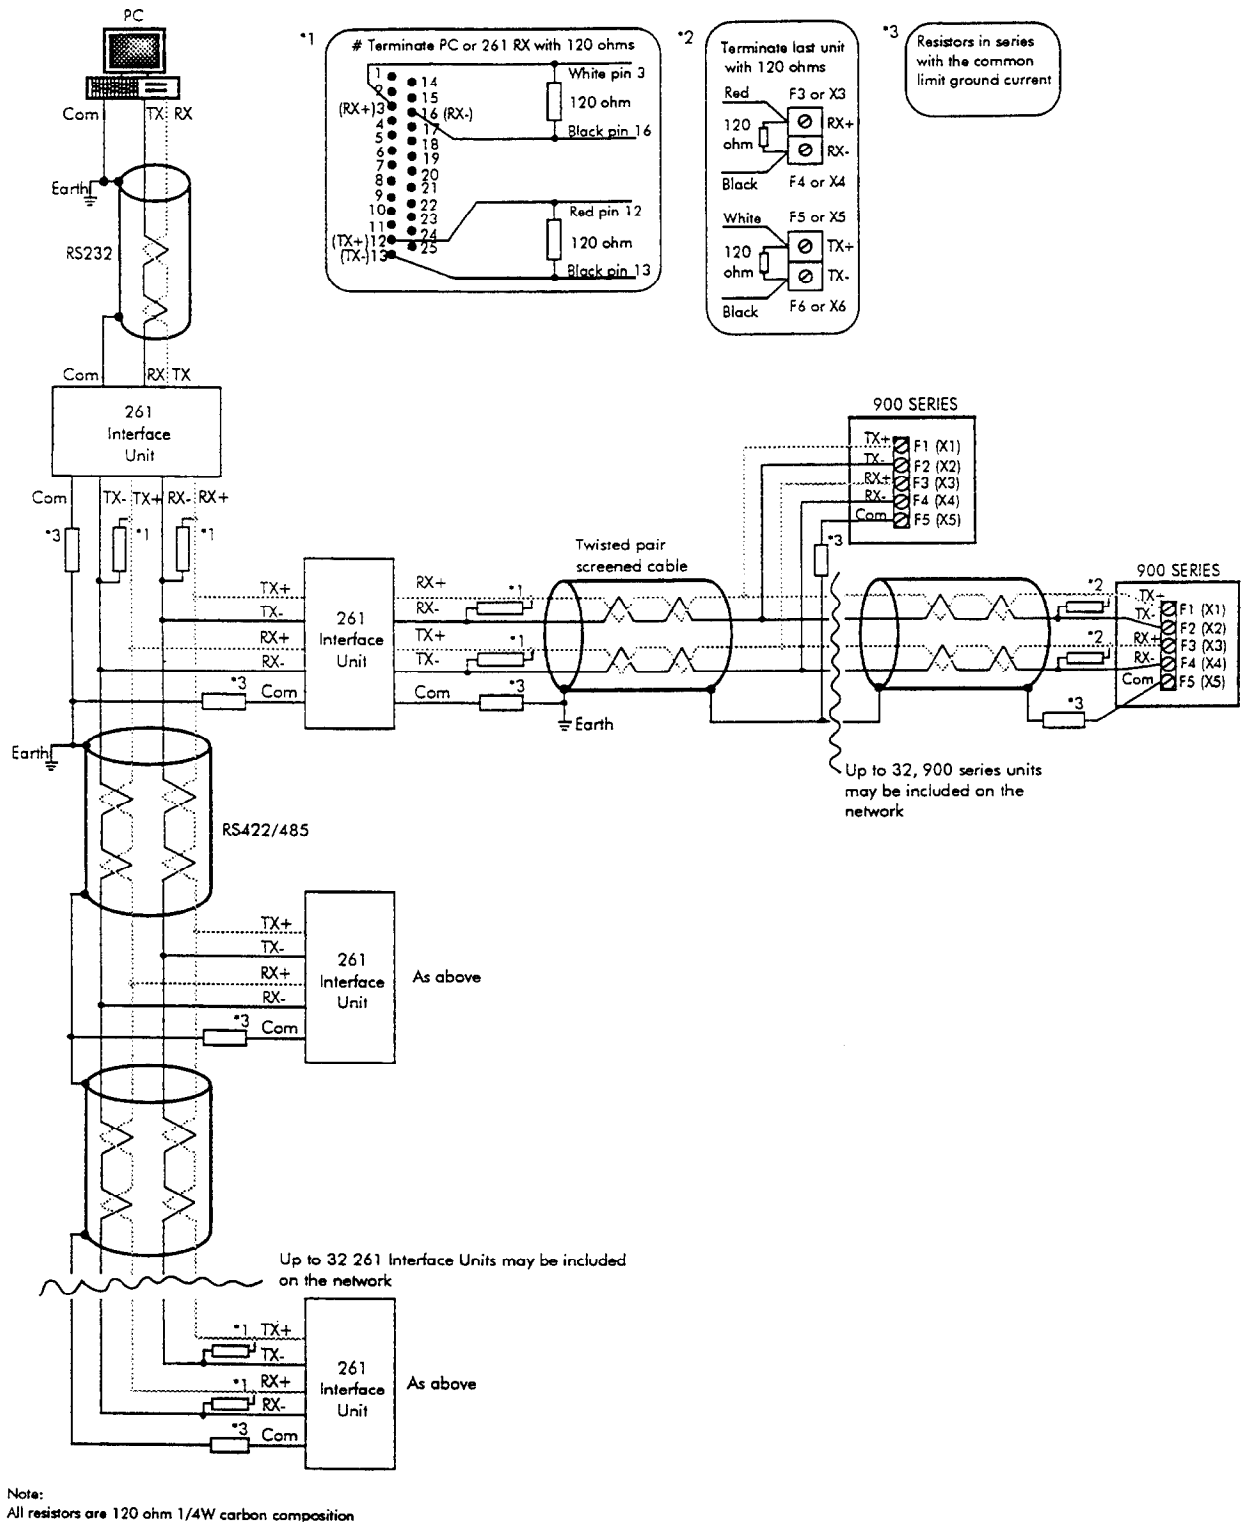 PC
Com TX RX
Earth
RS232
Com RX TX
261
Interface
Unit
Com TX- TX+ RX- RX+
*3 *1 *1
*1
# Terminate PC or 261 RX with 120 ohms
1
2
(RX+)3
4
5
6
7
8
9
10
11
(TX+)12
(TX-)13
14
15
16 (RX-)
17
18
19
20
21
22
23
24
25
White pin 3
120 ohm
Black pin 16
Red pin 12
120 ohm
Black pin 13
*2
Terminate last unit
with 120 ohms
Red F3 or X3
120
ohm
RX+
RX-
Black F4 or X4
White F5 or X5
120
ohm
TX+
TX-
Black F6 or X6
*3
Resistors in series
with the common
limit ground current
900 SERIES
TX+ F1 (X1)
TX- F2 (X2)
RX+ F3 (X3)
RX- F4 (X4)
Com F5 (X5)
*3
TX+
TX-
RX+
RX-
*3 Com
261
Interface
Unit
RX+
RX-
TX+
TX-
Com
*1
*1
*3
Twisted pair
screened cable
Earth
*2
*2
*3
900 SERIES
TX+ F1 (X1)
TX- F2 (X2)
RX+ F3 (X3)
RX- F4 (X4)
Com F5 (X5)
Up to 32, 900 series units
may be included on the
network
Earth
RS422/485
TX+
TX-
RX+
RX-
*3 Com
261
Interface
Unit
As above
Up to 32 261 Interface Units may be included
on the network
*1 TX+
TX-
*1 RX+
RX-
*3 Com
261
Interface
Unit
As above
Note:
All resistors are 120 ohm 1/4W carbon composition